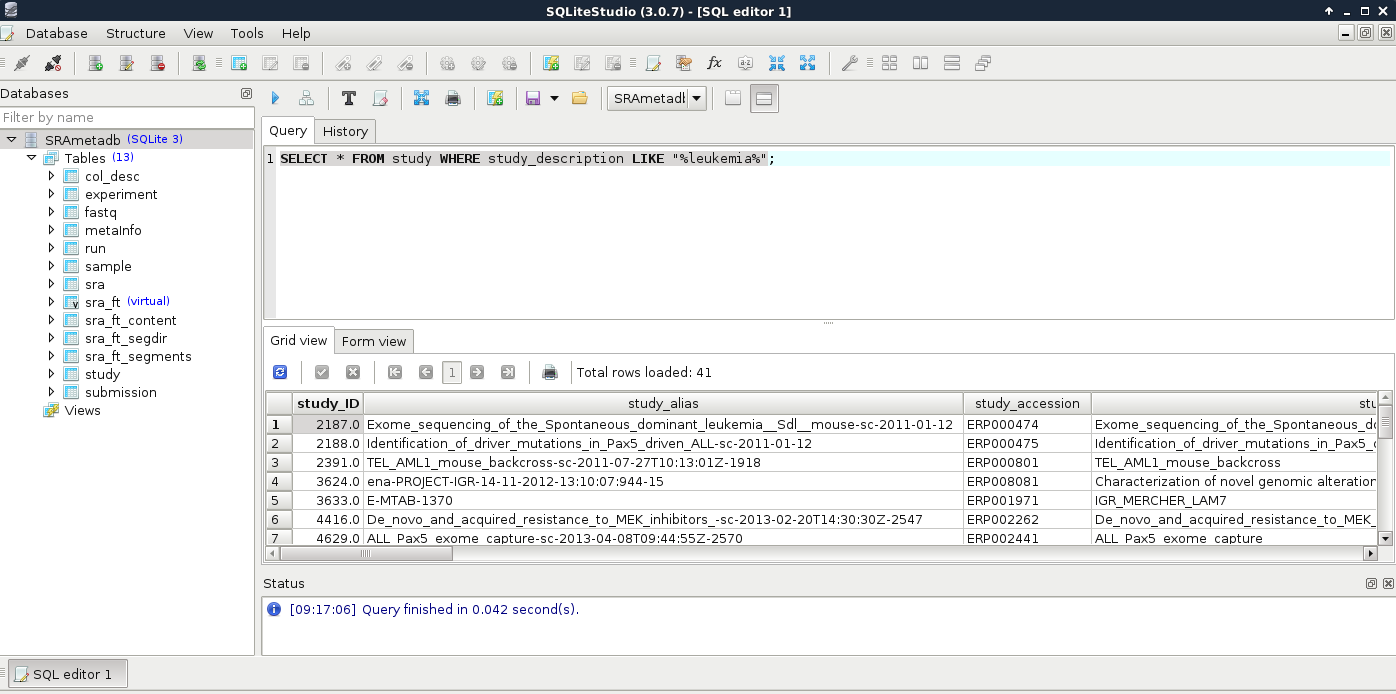 SQLiteStudio (3.0.7) - [SQL editor 1]
Database Structure View Tools Help
Databases
Filter by name
SRAmetadb (SQLite 3)
Tables (13)
col_desc
experiment
fastq
metaInfo
run
sample
sra
sra_ft (virtual)
sra_ft_content
sra_ft_segdir
sra_ft_segments
study
submission
Views
SRAmetadb
Query History
1 SELECT * FROM study WHERE study_description LIKE "%leukemia%";
Grid view Form view
1 Total rows loaded: 41
study_ID study_alias study_accession stu
1 2187.0 Exome_sequencing_of_the_Spontaneous_dominant_leukemia__Sdl__mouse-sc-2011-01-12 ERP000474 Exome_sequencing_of_the_Spontaneous_do
2 2188.0 Identification_of_driver_mutations_in_Pax5_driven_ALL-sc-2011-01-12 ERP000475 Identification_of_driver_mutations_in_Pax5_
3 2391.0 TEL_AML1_mouse_backcross-sc-2011-07-27T10:13:01Z-1918 ERP000801 TEL_AML1_mouse_backcross
4 3624.0 ena-PROJECT-IGR-14-11-2012-13:10:07:944-15 ERP008081 Characterization of novel genomic alteration
5 3633.0 E-MTAB-1370 ERP001971 IGR_MERCHER_LAM7
6 4416.0 De_novo_and_acquired_resistance_to_MEK_inhibitors_-sc-2013-02-20T14:30:30Z-2547 ERP002262 De_novo_and_acquired_resistance_to_MEK_
7 4629.0 ALL_Pax5_exome_capture-sc-2013-04-08T09:44:55Z-2570 ERP002441 ALL_Pax5_exome_capture
Status
[09:17:06] Query finished in 0.042 second(s).
SQL editor 1